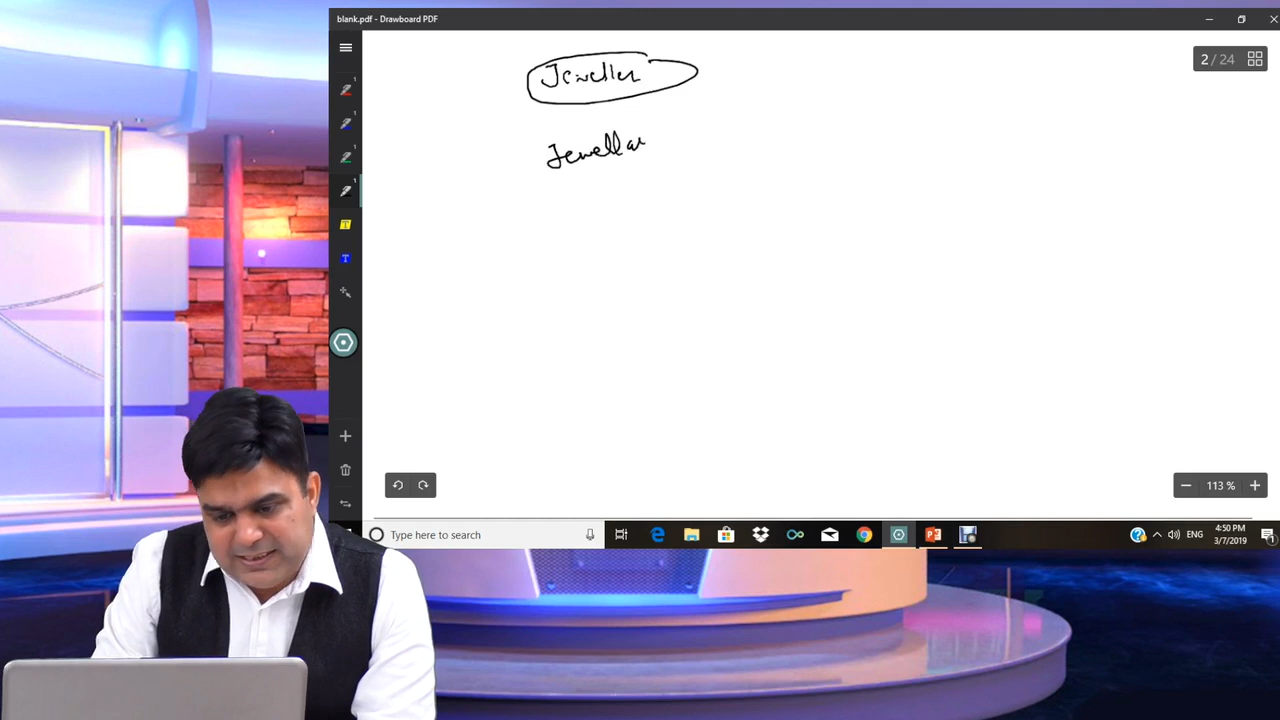 blank.pdf - Drawboard PDF
2 / 24
Jeweller
Jewellar
113 %
Type here to search
ENG
4:50 PM
3/7/2019